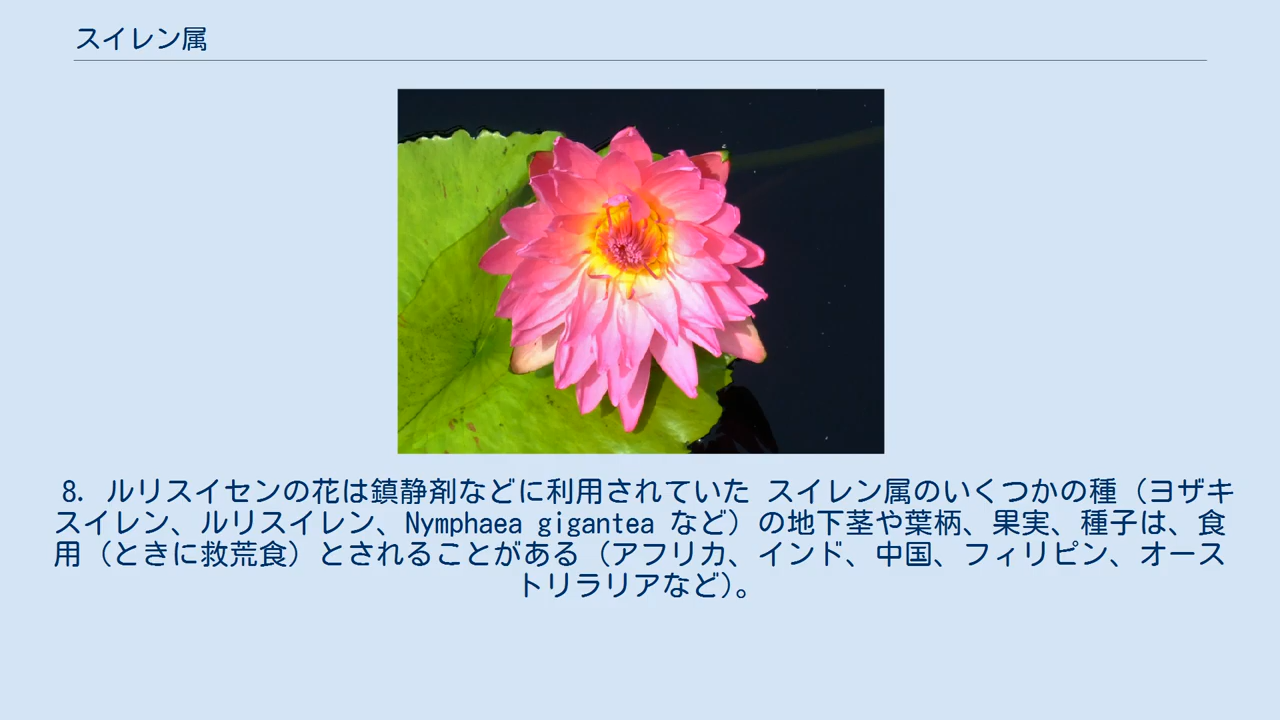 スイレン属
8. ルリスイセンの花は鎮静剤などに利用されていた スイレン属のいくつかの種（ヨザキ
スイレン、ルリスイレン、Nymphaea gigantea など）の地下茎や葉柄、果実、種子は、食
用（ときに救荒食）とされることがある（アフリカ、インド、中国、フィリピン、オース
トリラリアなど）。